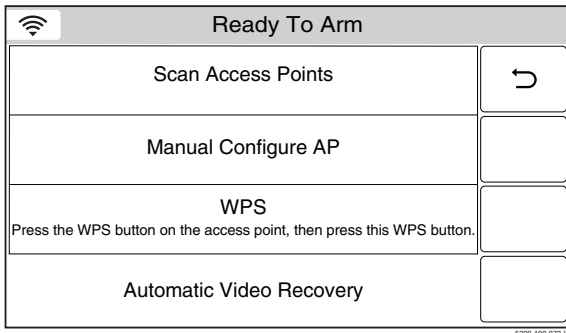 Ready To Arm
Scan Access Points
Manual Configure AP
WPS
Press the WPS button on the access point, then press this WPS button.
Automatic Video Recovery